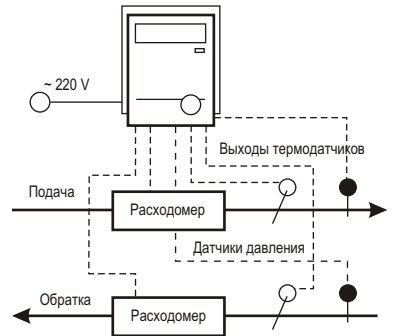 ~ 220 V
Выходы термодатчиков
Подача
Расходомер
Датчики давления
Обратка
Расходомер